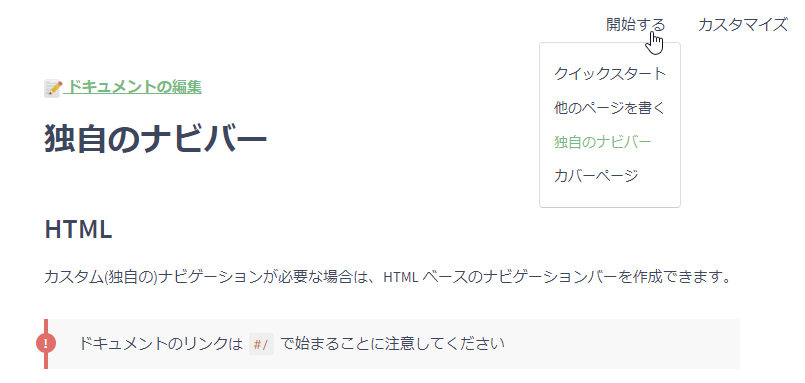 開始する カスタマイズ
クイックスタート
他のページを書く
独自のナビバー
カバーページ
ドキュメントの編集
独自のナビバー
HTML
カスタム(独自の)ナビゲーションが必要な場合は、HTML ベースのナビゲーションバーを作成できます。
! ドキュメントのリンクは #/ で始まることに注意してください